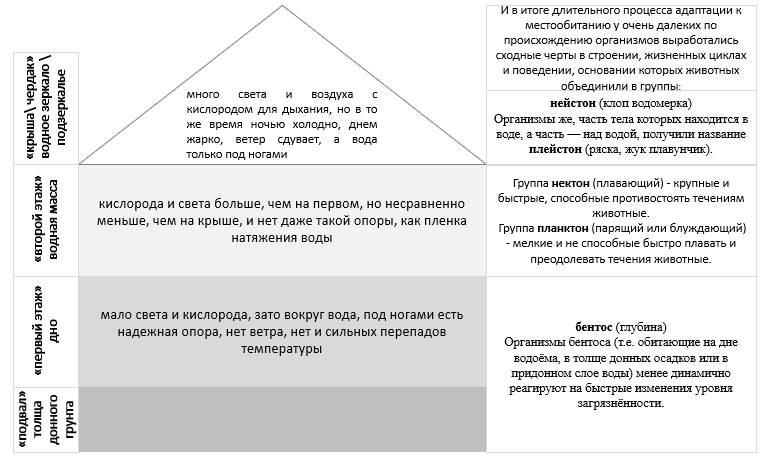 «крыша\ чердак»
водное зеркало \
подзеркалье
много света и воздуха с
кислородом для дыхания, но в то
же время ночью холодно, днем
жарко, ветер сдувает, а вода
только под ногами
И в итоге длительного процесса адаптации к
местообитанию у очень далеких по
происхождению организмов выработались
сходные черты в строении, жизненных циклах
и поведении, основании которых животных
объединили в группы:
нейстон (клоп водомерка)
Организмы же, часть тела которых находится в
воде, а часть — над водой, получили название
плейстон (ряска, жук плавунчик).
«второй этаж»
водная масса
кислорода и света больше, чем на первом, но несравненно
меньше, чем на крыше, и нет даже такой опоры, как пленка
натяжения воды
Группа нектон (плавающий) - крупные и
быстрые, способные противостоять течениям
животные.
Группа планктон (парящий или блуждающий)
- мелкие и не способные быстро плавать и
преодолевать течения животные.
«первый этаж»
дно
мало света и кислорода, зато вокруг вода, под ногами есть
надежная опора, нет ветра, нет и сильных перепадов
температуры
бентос (глубина)
Организмы бентоса (т.е. обитающие на дне
водоёма, в толще донных осадков или в
придонном слое воды) менее динамично
реагируют на быстрые изменения уровня
загрязнённости.
«подвал»
толща
донного
грунта